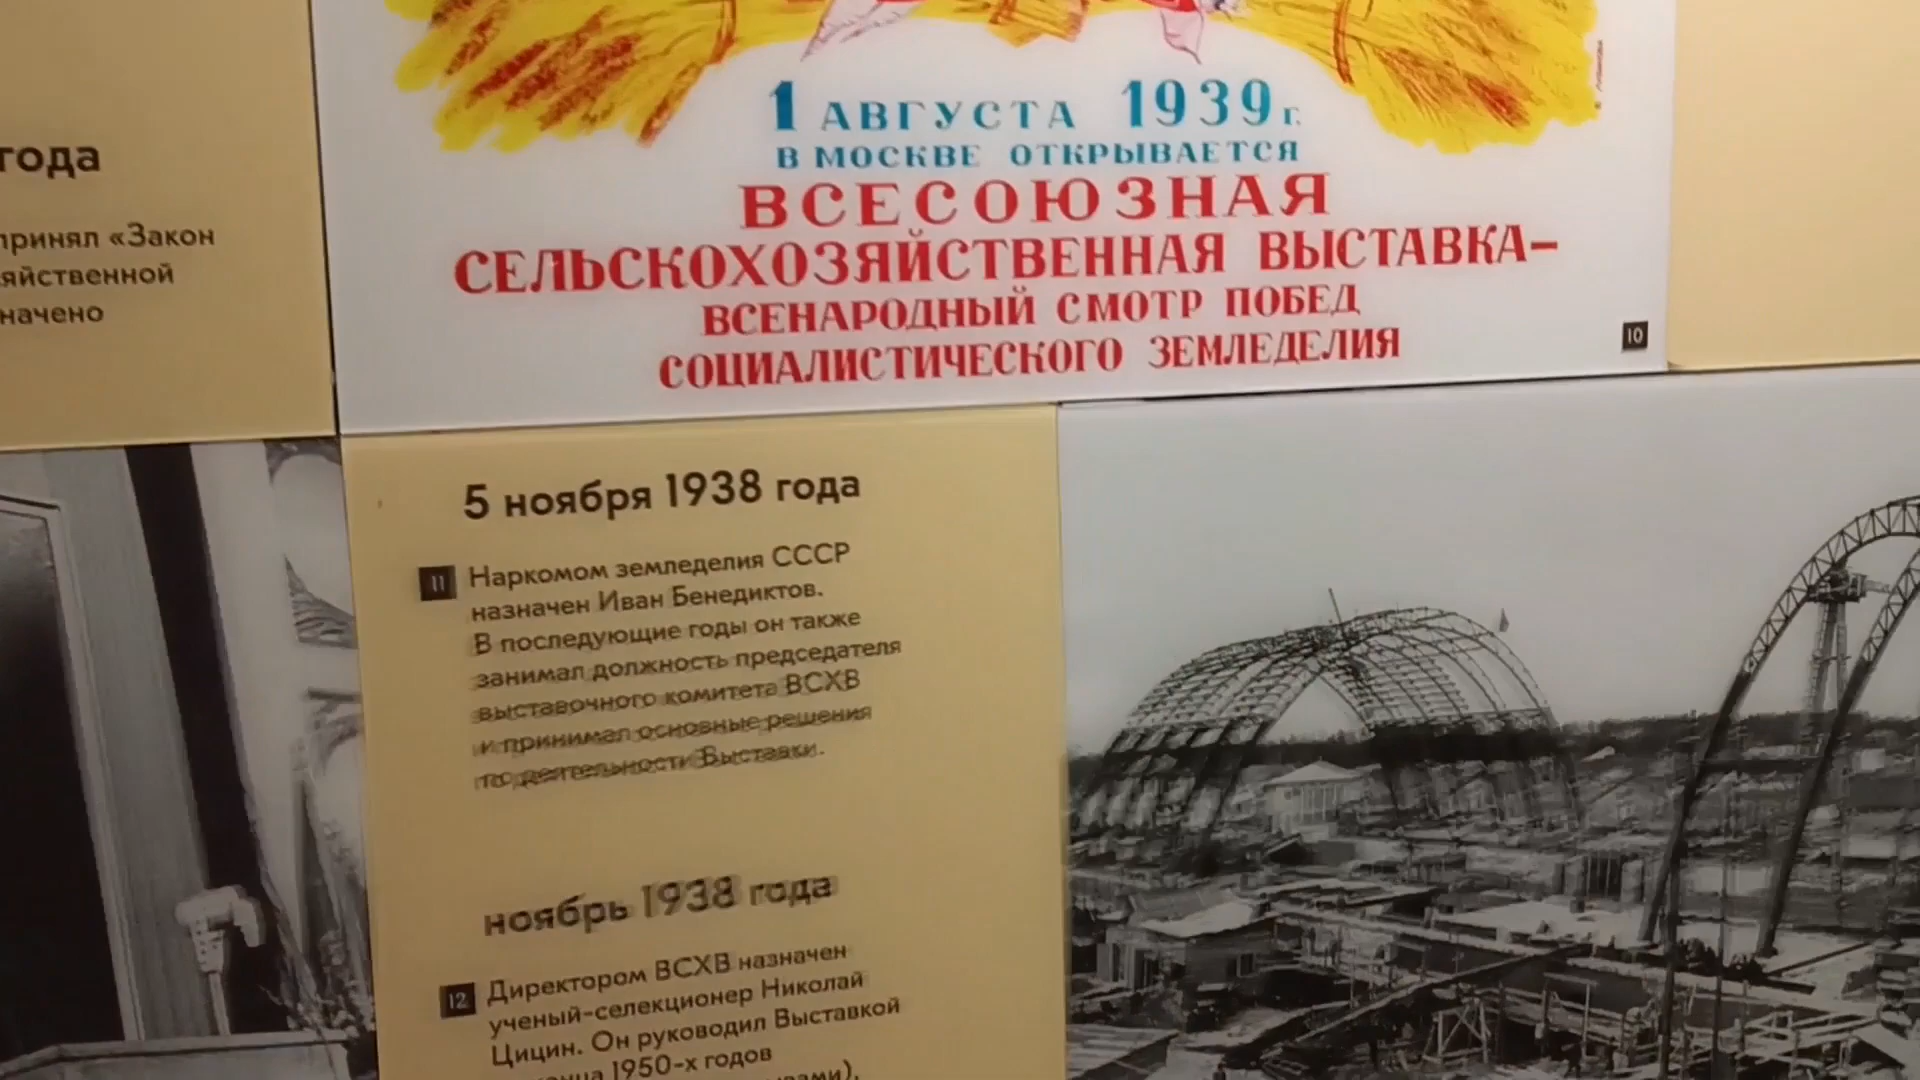 года
принял «Закон
яйственной
начено
1 АВГУСТА 1939 г.
В МОСКВЕ ОТКРЫВАЕТСЯ
ВСЕСОЮЗНАЯ
СЕЛЬСКОХОЗЯЙСТВЕННАЯ ВЫСТАВКА–
ВСЕНАРОДНЫЙ СМОТР ПОБЕД
СОЦИАЛИСТИЧЕСКОГО ЗЕМЛЕДЕЛИЯ
10
5 ноября 1938 года
11 Наркомом земледелия СССР
назначен Иван Бенедиктов.
В последующие годы он также
занимал должность председателя
выставочного комитета ВСХВ
и принимал основные решения
по деятельности Выставки.
ноябрь 1938 года
12 Директором ВСХВ назначен
ученый-селекционер Николай
Цицин. Он руководил Выставкой
1950-х годов